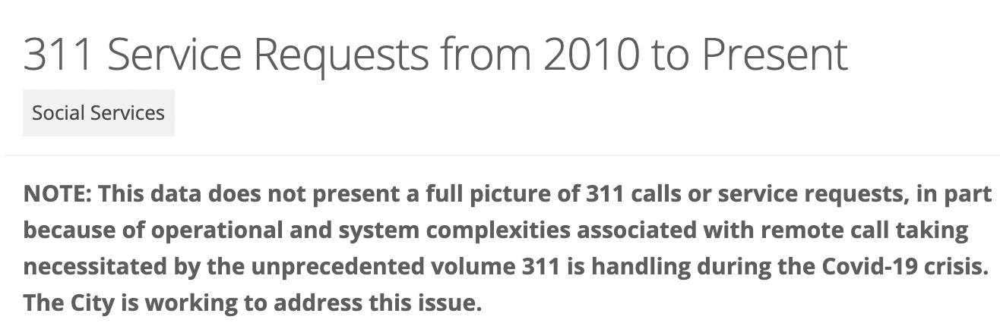 311 Service Requests from 2010 to Present
Social Services
NOTE: This data does not present a full picture of 311 calls or service requests, in part
because of operational and system complexities associated with remote call taking
necessitated by the unprecedented volume 311 is handling during the Covid-19 crisis.
The City is working to address this issue.